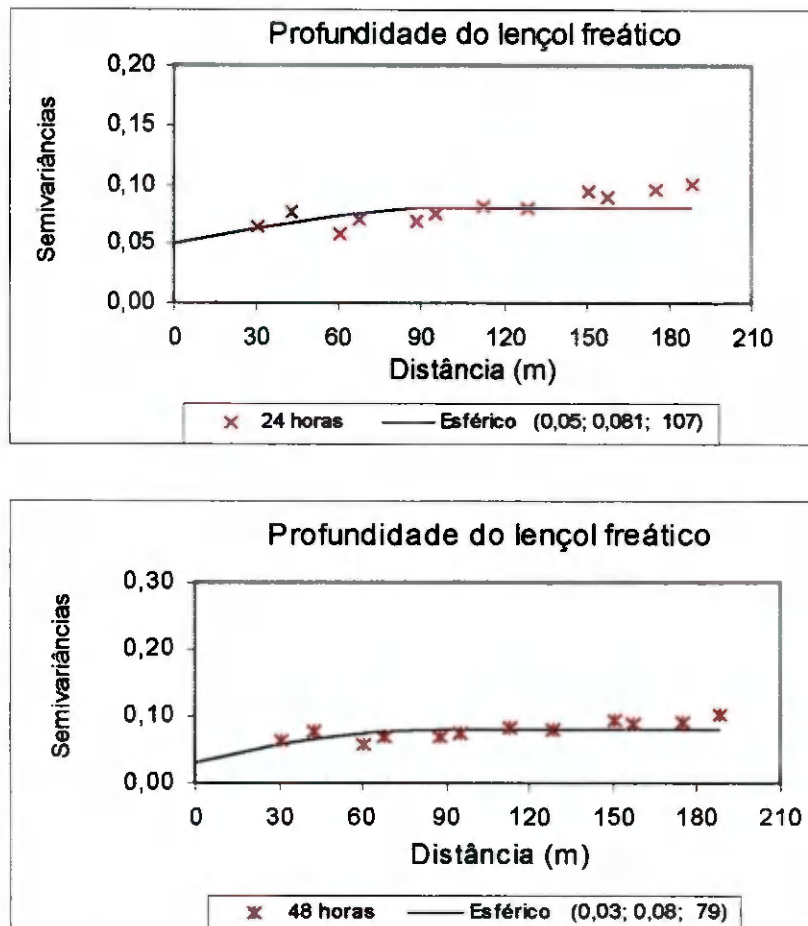 Profundidade do lençol freático
Semivariâncias
0,20
0,15
0,10
0,05
0,00
0 30 60 90 120 150 180 210
Distância (m)
24 horas Esférico (0,05; 0,081; 107)
Profundidade do lençol freático
Semivariâncias
0,30
0,20
0,10
0,00
0 30 60 90 120 150 180 210
Distância (m)
48 horas Esférico (0,03; 0,08; 79)